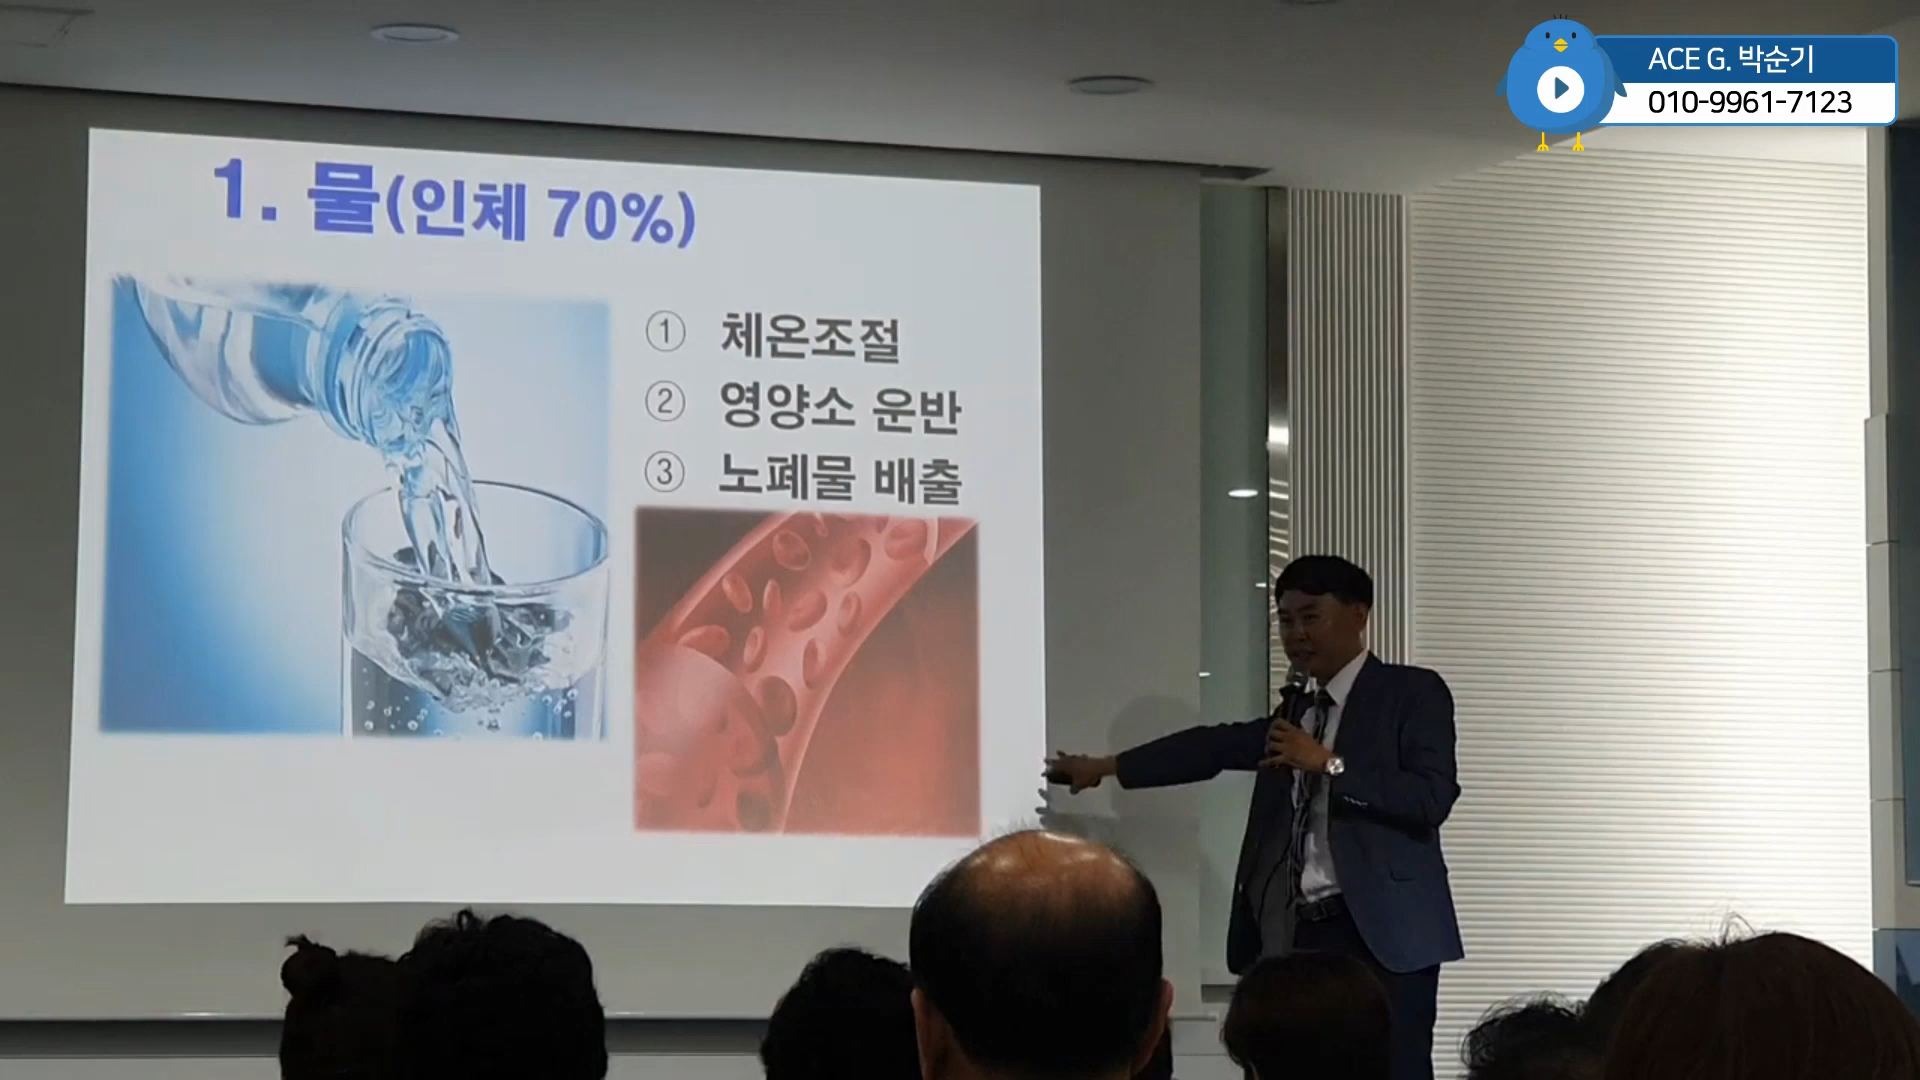 ACE G. 박순기
010-9961-7123
1. 물(인체 70%)
① 체온조절
② 영양소 운반
③ 노폐물 배출